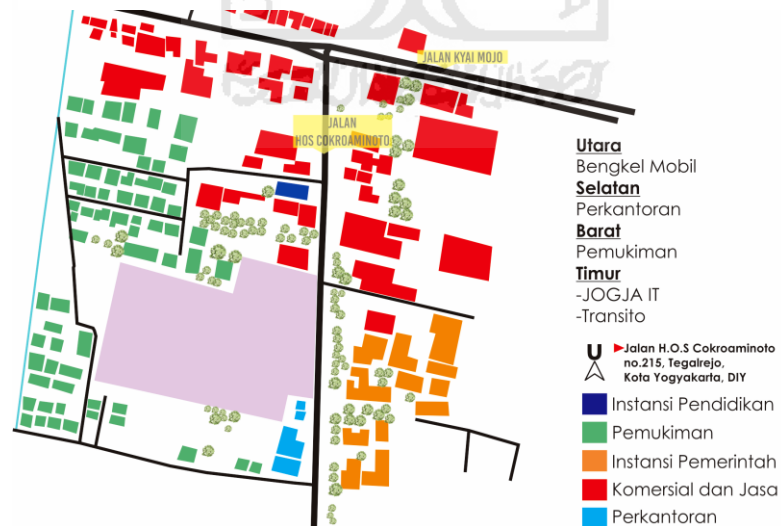 JALAN KYAI MOJO
JALAN
HOS COKROAMINOTO
Utara
Bengkel Mobil
Selatan
Perkantoran
Barat
Pemukiman
Timur
-JOGJA IT
-Transito
U
Jalan H.O.S Cokroaminoto
no.215, Tegalrejo,
Kota Yogyakarta, DIY
Instansi Pendidikan
Pemukiman
Instansi Pemerintah
Komersial dan Jasa
Perkantoran